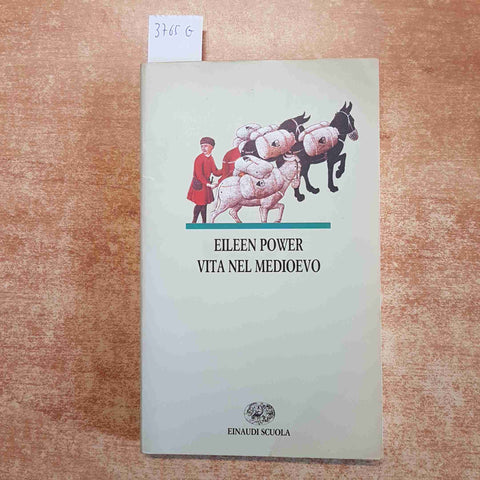 3765 G
EILEEN POWER
VITA NEL MEDIOEVO
EINAUDI SCUOLA